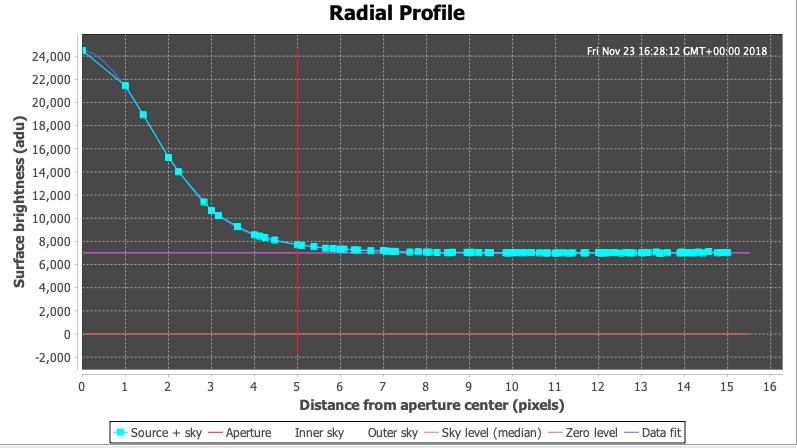 Radial Profile
Fri Nov 23 16:28:12 GMT+00:00 2018
Surface brightness (adu)
24,000
22,000
20,000
18,000
16,000
14,000
12,000
10,000
8,000
6,000
4,000
2,000
0
-2,000
0 1 2 3 4 5 6 7 8 9 10 11 12 13 14 15 16
Distance from aperture center (pixels)
Source + sky Aperture Inner sky Outer sky Sky level (median) Zero level Data fit